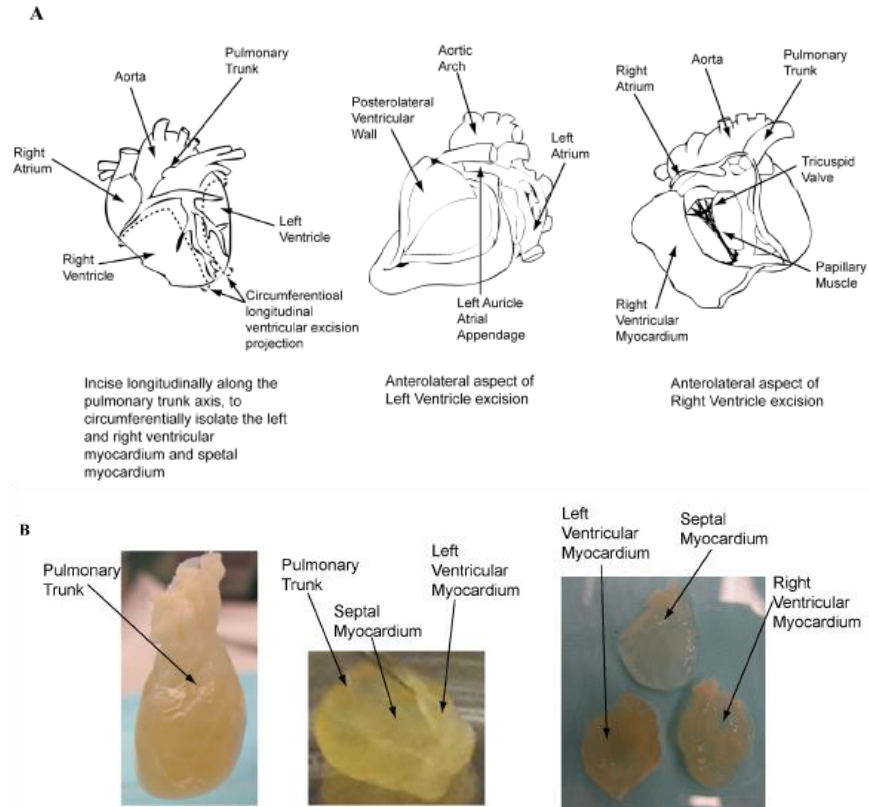 A
Aorta
Pulmonary
Trunk
Right
Atrium
Right
Ventricle
Left
Ventricle
Circumferentioal
longitudinal
ventricular excision
projection
Incise longitudinally along the
pulmonary trunk axis, to
circumferentially isolate the left
and right ventricular
myocardium and spetal
myocardium
Aortic
Arch
Posterolateral
Ventricular
Wall
Left
Atrium
Left Auricle
Atrial
Appendage
Anterolateral aspect of
Left Ventricle excision
Right
Atrium
Aorta
Pulmonary
Trunk
Tricuspid
Valve
Papillary
Muscle
Right
Ventricular
Myocardium
Anterolateral aspect of
Right Ventricle excision
B
Pulmonary
Trunk
Pulmonary
Trunk
Septal
Myocardium
Left
Ventricular
Myocardium
Left
Ventricular
Myocardium
Septal
Myocardium
Right
Ventricular
Myocardium